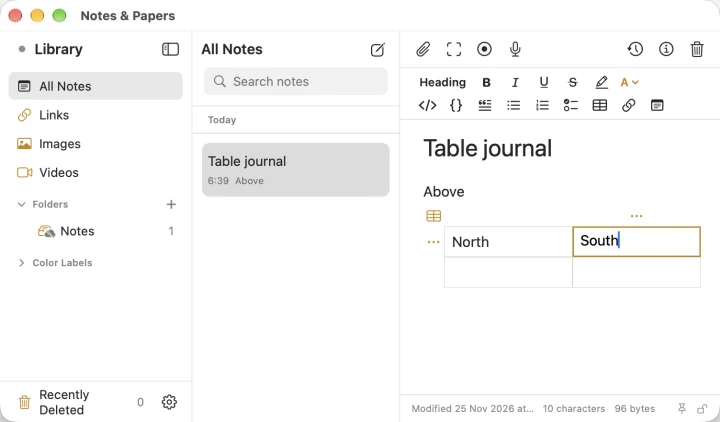 Notes & Papers
Library
All Notes
Links
Images
Videos
Folders
Notes 1
Color Labels
Recently
Deleted
0
All Notes
Search notes
Today
Table journal
6:39 Above
Heading B I U S A
</> {}
Table journal
Above
North South
Modified 25 Nov 2026 at... 10 characters 96 bytes